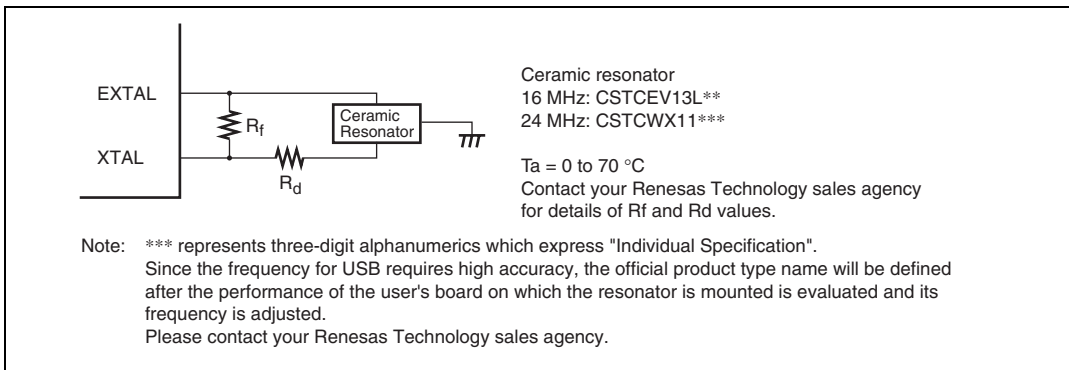 EXTAL
XTAL
Rf
Rd
Ceramic
Resonator
Ceramic resonator
16 MHz: CSTCEV13L**
24 MHz: CSTCWX11***
Ta = 0 to 70 °C
Contact your Renesas Technology sales agency
for details of Rf and Rd values.
Note: *** represents three-digit alphanumerics which express "Individual Specification".
Since the frequency for USB requires high accuracy, the official product type name will be defined
after the performance of the user's board on which the resonator is mounted is evaluated and its
frequency is adjusted.
Please contact your Renesas Technology sales agency.